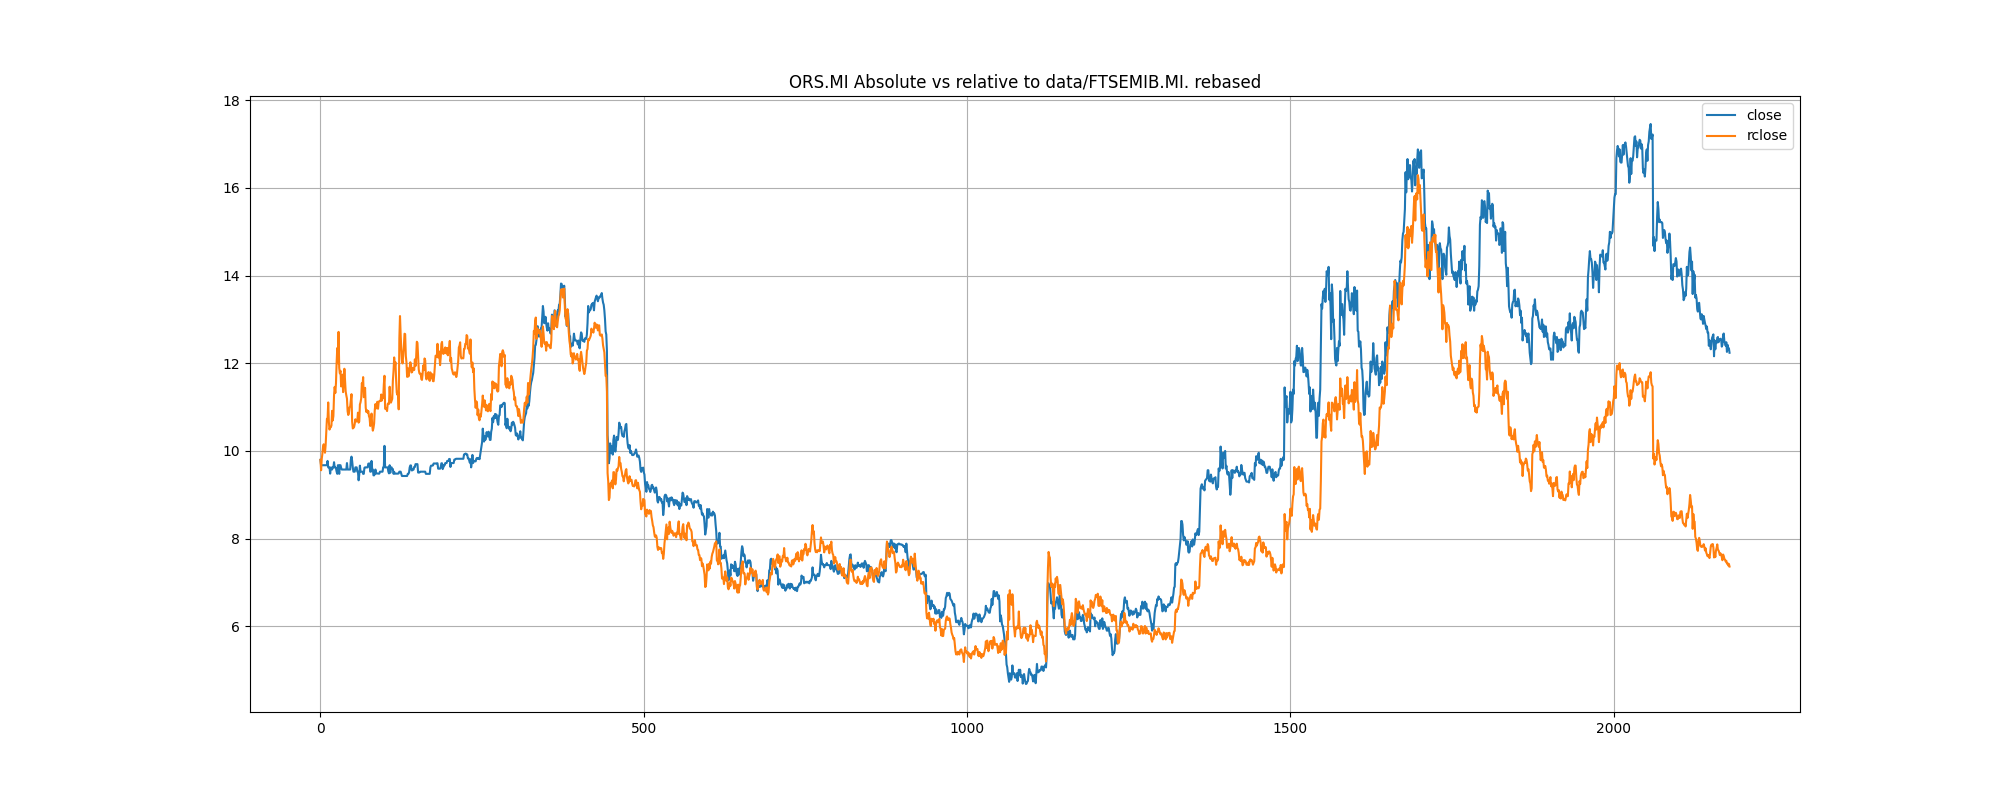 ORS.MI Absolute vs relative to data/FTSEMIB.MI. rebased
close
rclose
18
16
14
12
10
8
6
0 500 1000 1500 2000